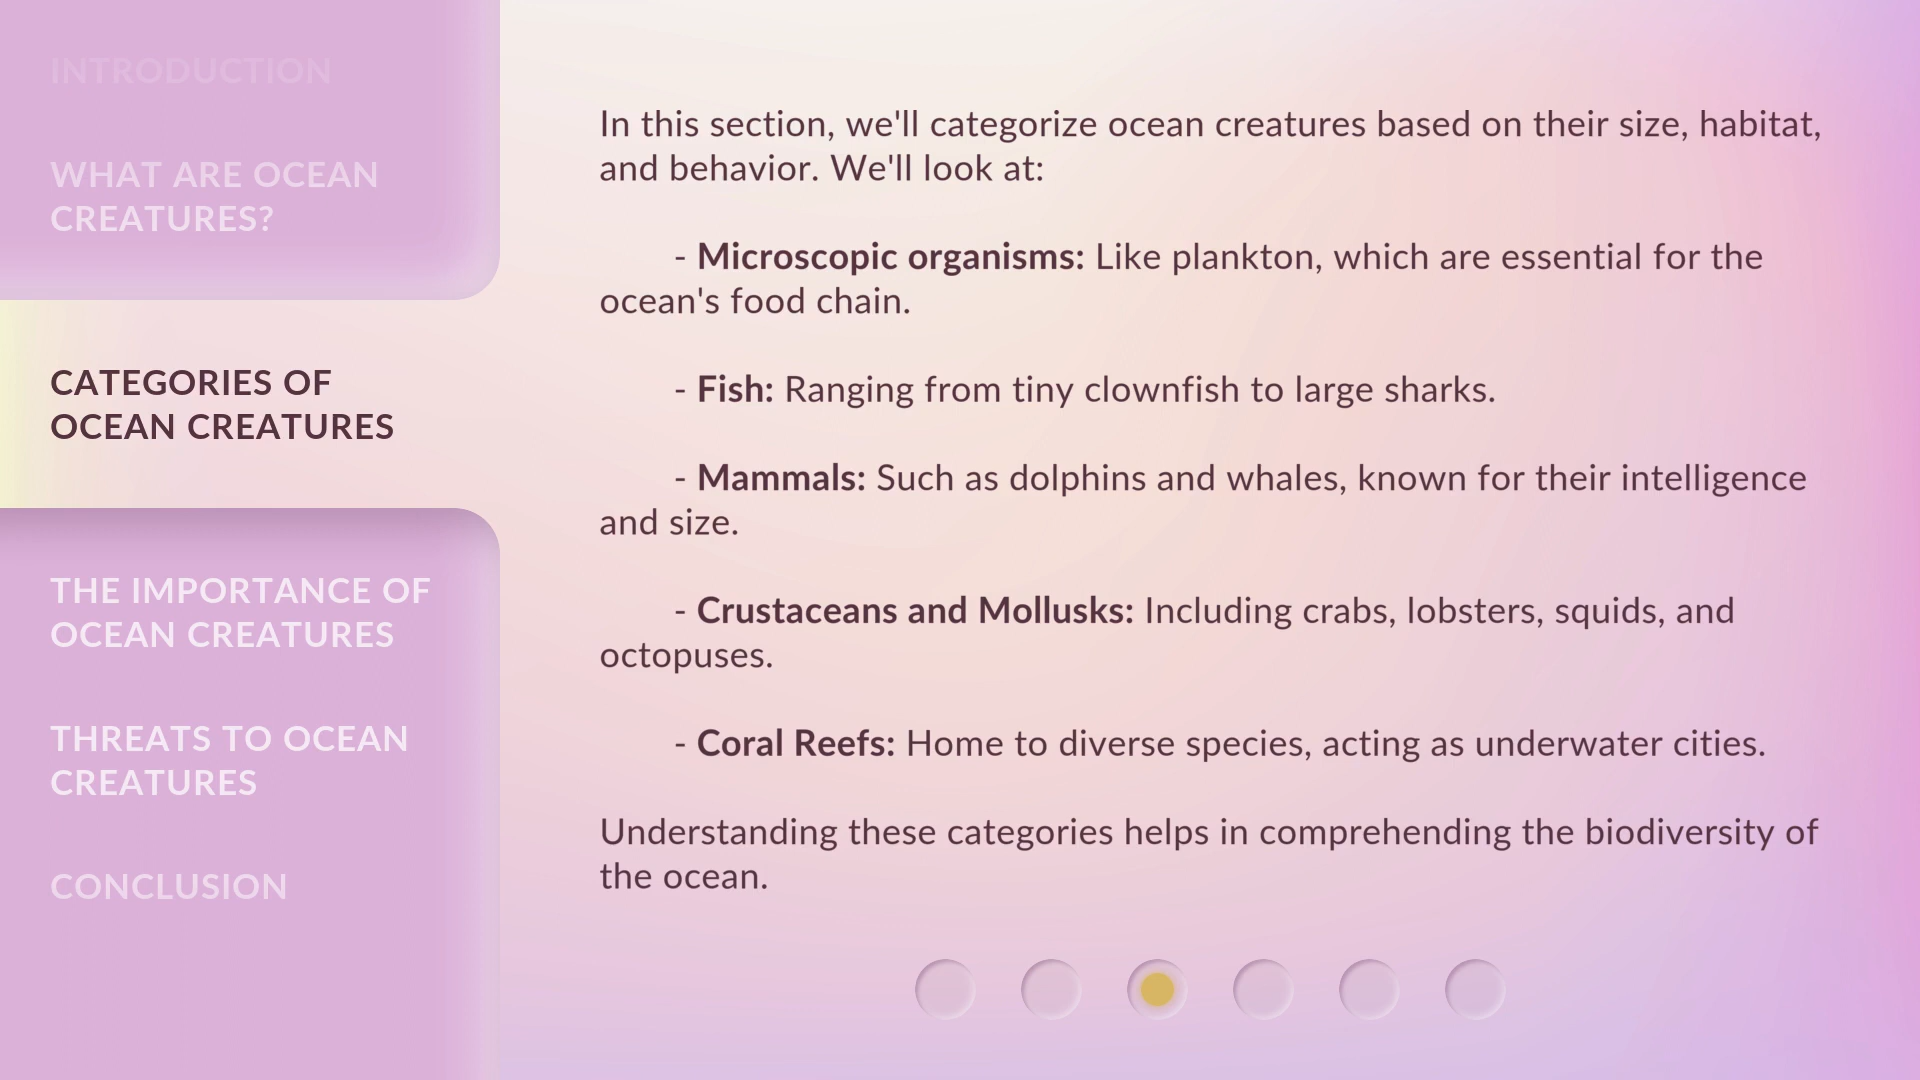 INTRODUCTION
WHAT ARE OCEAN
CREATURES?
CATEGORIES OF
OCEAN CREATURES
THE IMPORTANCE OF
OCEAN CREATURES
THREATS TO OCEAN
CREATURES
CONCLUSION
In this section, we'll categorize ocean creatures based on their size, habitat,
and behavior. We'll look at:
- Microscopic organisms: Like plankton, which are essential for the
ocean's food chain.
- Fish: Ranging from tiny clownfish to large sharks.
- Mammals: Such as dolphins and whales, known for their intelligence
and size.
- Crustaceans and Mollusks: Including crabs, lobsters, squids, and
octopuses.
- Coral Reefs: Home to diverse species, acting as underwater cities.
Understanding these categories helps in comprehending the biodiversity of
the ocean.